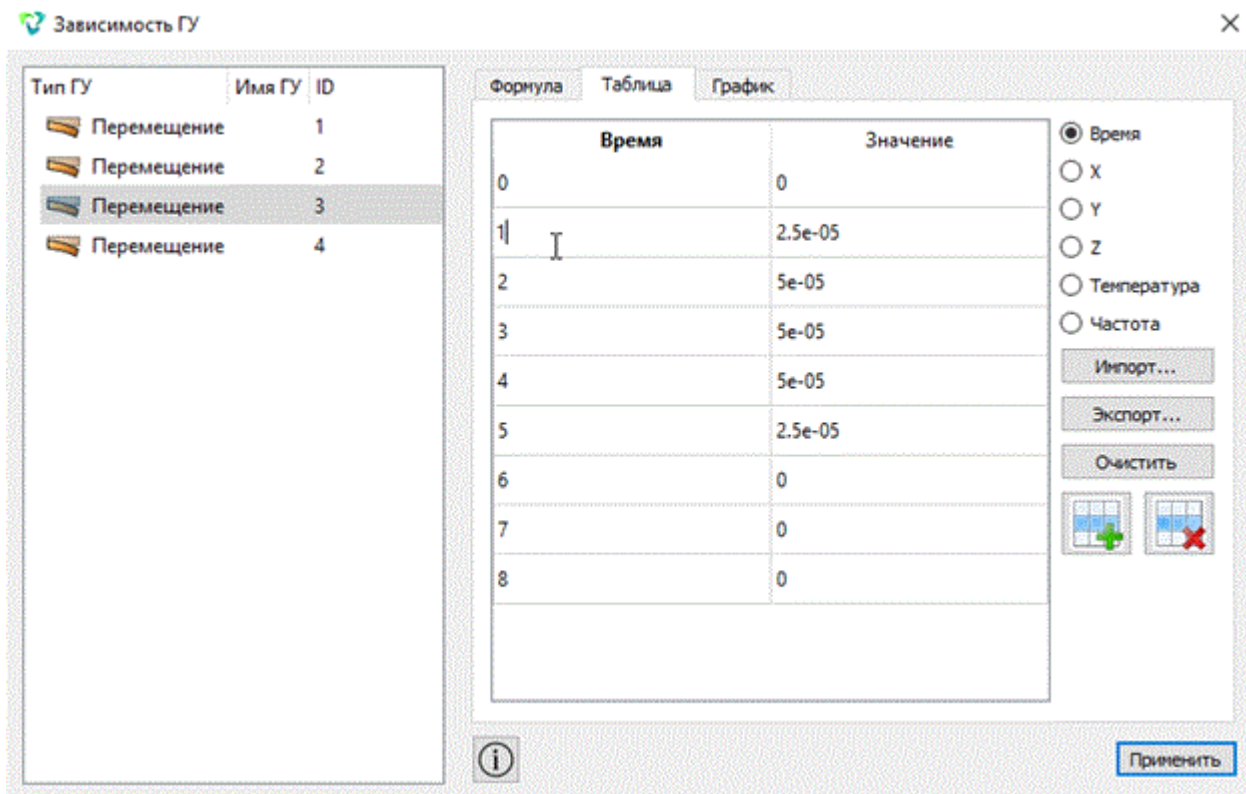 Зависимость ГУ
Тип ГУ Имя ГУ ID
Перемещение 1
Перемещение 2
Перемещение 3
Перемещение 4
Формула Таблица График
Время Значение
0 0
1 2.5e-05
2 5e-05
3 5e-05
4 5e-05
5 2.5e-05
6 0
7 0
8 0
Время
X
Y
Z
Температура
Частота
Импорт...
Экспорт...
Очистить
Применить